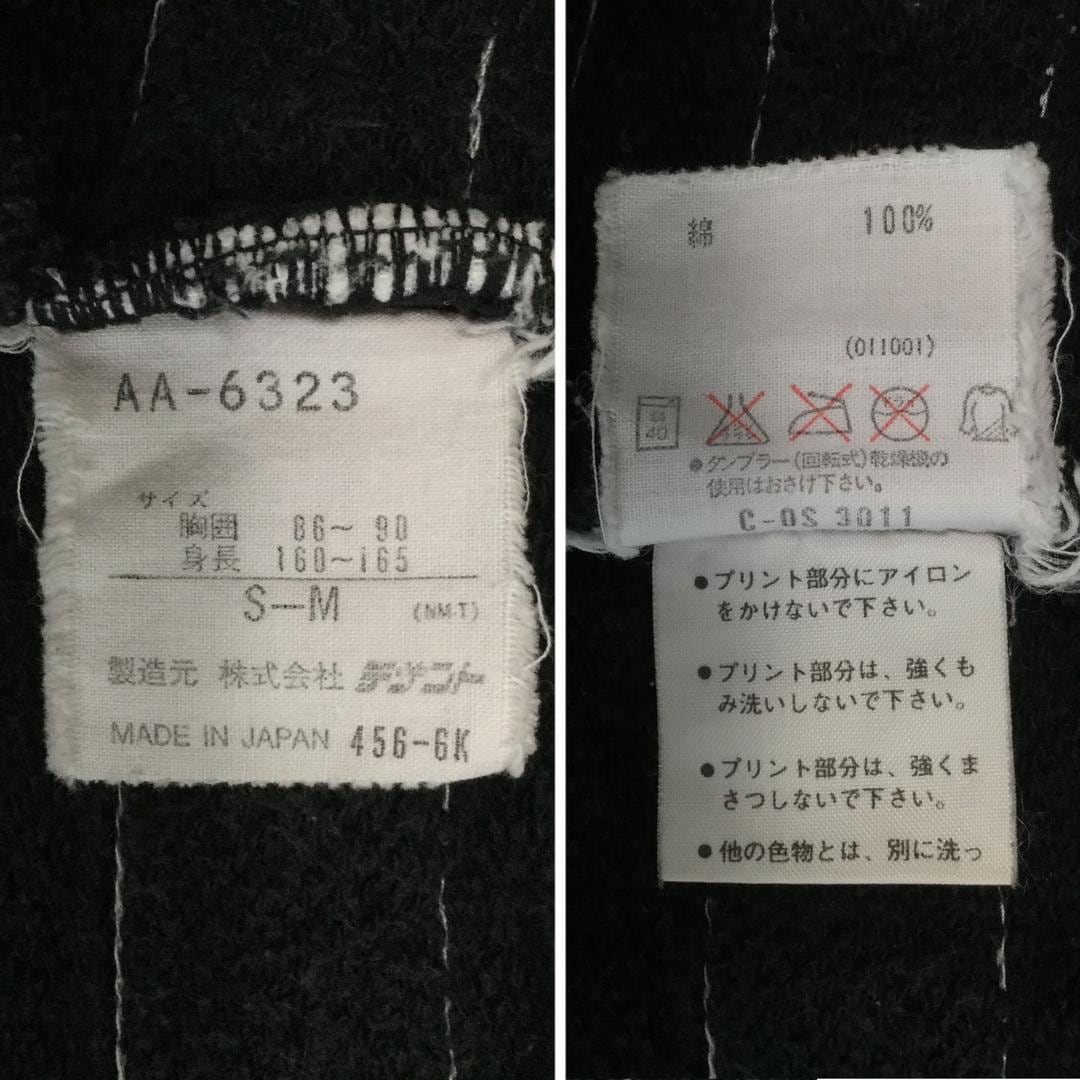 AA-6323
サイズ
胸囲 86～ 90
身長 160～165
S―M (NM-T)
製造元 株式会社 デサント
MADE IN JAPAN 456-6K
綿 100%
(011001)
40
●タンブラー(回転式)乾燥機の
使用はおさけ下さい。
C-DS 3011
●プリント部分にアイロン
をかけないで下さい。
●プリント部分は、強くも
み洗いしないで下さい。
●プリント部分は、強くま
さつしないで下さい。
●他の色物とは、別に洗っ